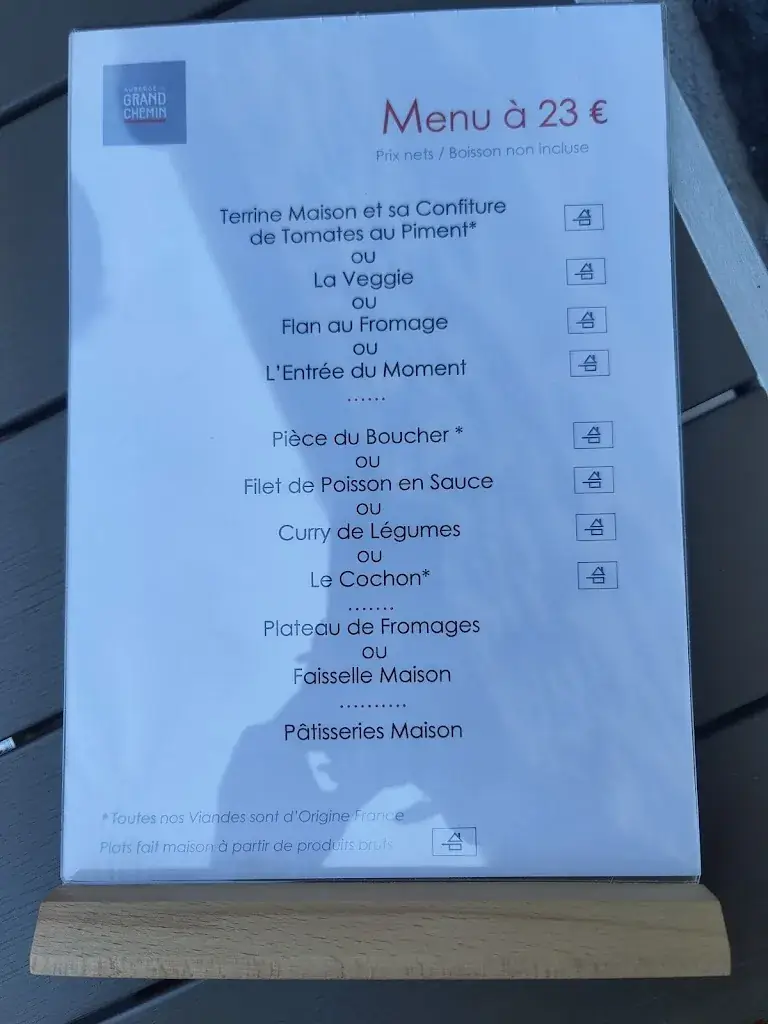 AUBERGE
GRAND
CHEMIN
Menu à 23 €
Prix nets / Boisson non incluse
Terrine Maison et sa Confiture
de Tomates au Piment*
ou
La Veggie
ou
Flan au Fromage
ou
L'Entrée du Moment
......
Pièce du Boucher *
ou
Filet de Poisson en Sauce
ou
Curry de Légumes
ou
Le Cochon*
.......
Plateau de Fromages
ou
Faisselle Maison
..........
Pâtisseries Maison
* Toutes nos Viandes sont d'Origine France
Plats fait maison à partir de produits bruts